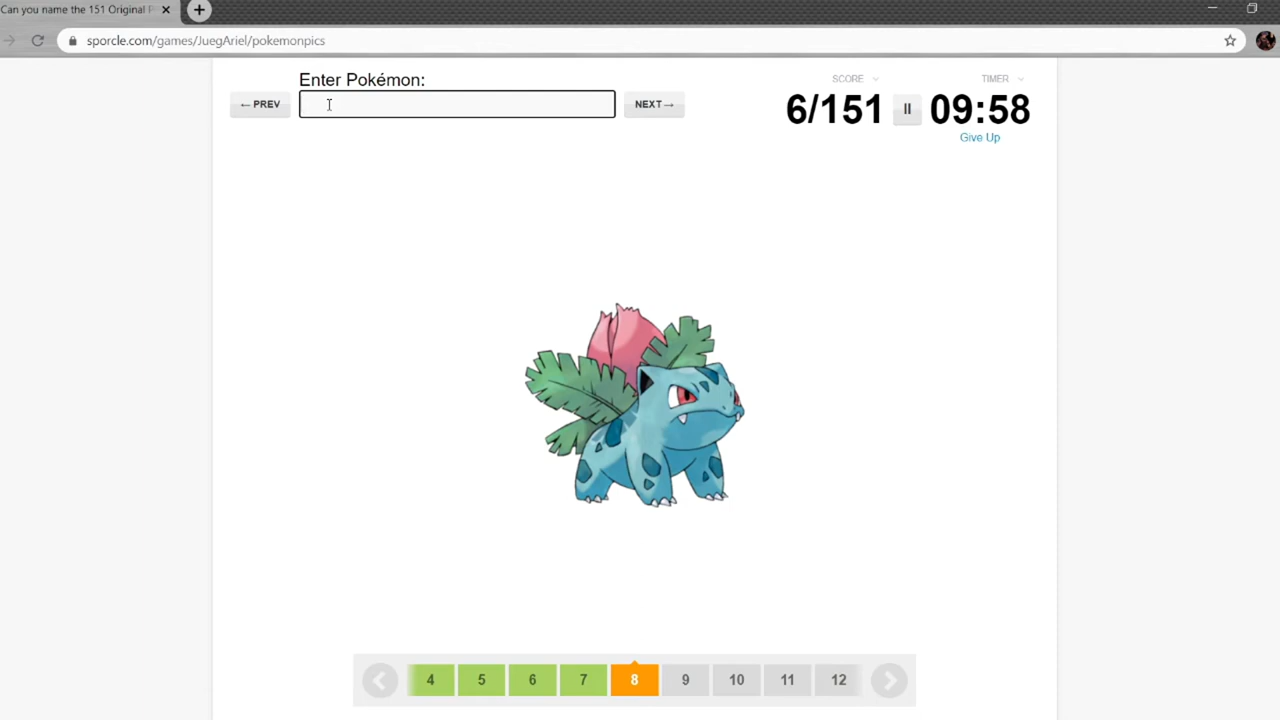 Can you name the 151 Original P
sporcle.com/games/JuegAriel/pokemonpics
Enter Pokémon:
← PREV
NEXT →
SCORE
6/151
TIMER
09:58
Give Up
4 5 6 7 8 9 10 11 12